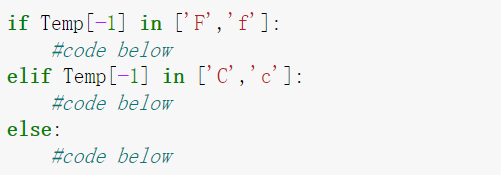 if Temp[-1] in ['F','f']:
    #code below
elif Temp[-1] in ['C','c']:
    #code below
else:
    #code below